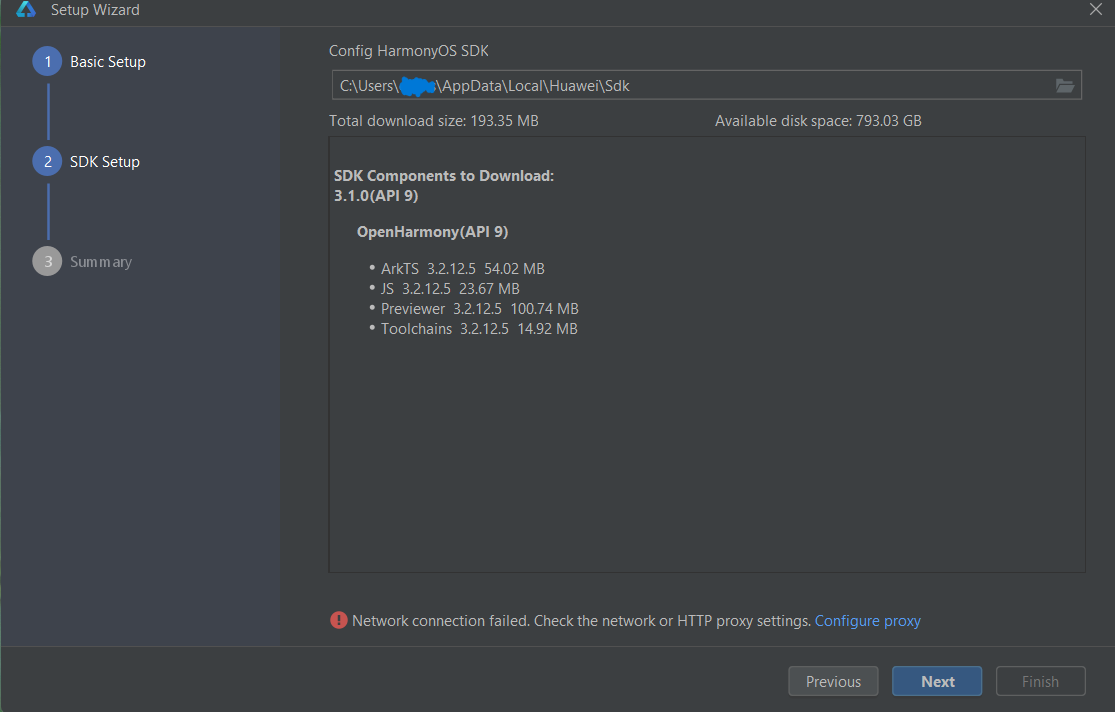 Setup Wizard
1 Basic Setup
2 SDK Setup
3 Summary
Config HarmonyOS SDK
C:\Users\ \AppData\Local\Huawei\Sdk
Total download size: 193.35 MB Available disk space: 793.03 GB
SDK Components to Download:
3.1.0(API 9)
OpenHarmony(API 9)
• ArkTS 3.2.12.5 54.02 MB
• JS 3.2.12.5 23.67 MB
• Previewer 3.2.12.5 100.74 MB
• Toolchains 3.2.12.5 14.92 MB
Network connection failed. Check the network or HTTP proxy settings. Configure proxy
Previous Next Finish